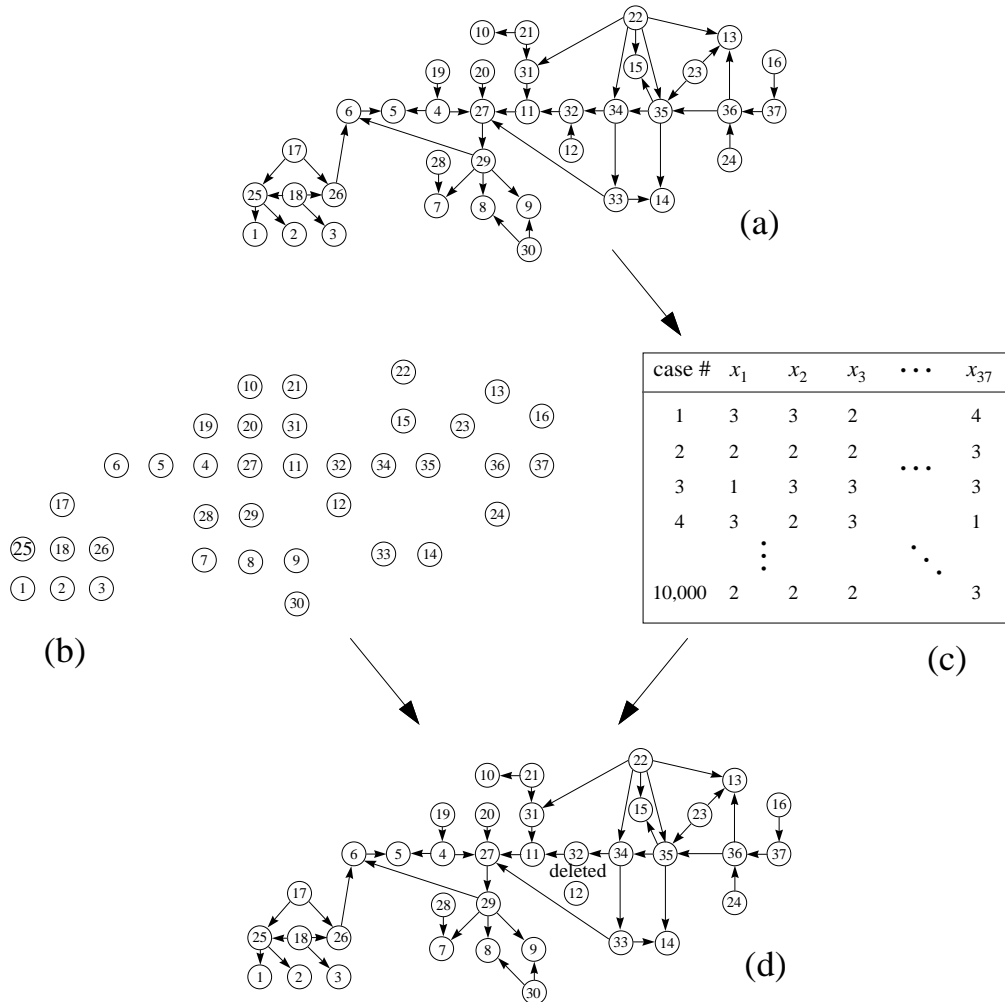 22
10 21 13
15 23 16
19 20 31
6 5 4 27 11 32 34 35 36 37
17 28 29 12 24
25 18 26 7 8 9 33 14
1 2 3 30
(a)
22
10 21 13
19 20 31 15 23 16
6 5 4 27 11 32 34 35 36 37
17 28 29 12 24
25 18 26 7 8 9 33 14
1 2 3 30
(b)
case # x1 x2 x3 • • • x37
1 3 3 2 4
2 2 2 2 3
• • •
3 1 3 3 3
4 3 2 3 1
10,000 2 2 2 3
(c)
22
10 21 13
19 20 31 15 23 16
6 5 4 27 11 32 34 35 36 37
deleted
17 28 29 12 24
25 18 26 7 8 9 33 14
1 2 3 30
(d)